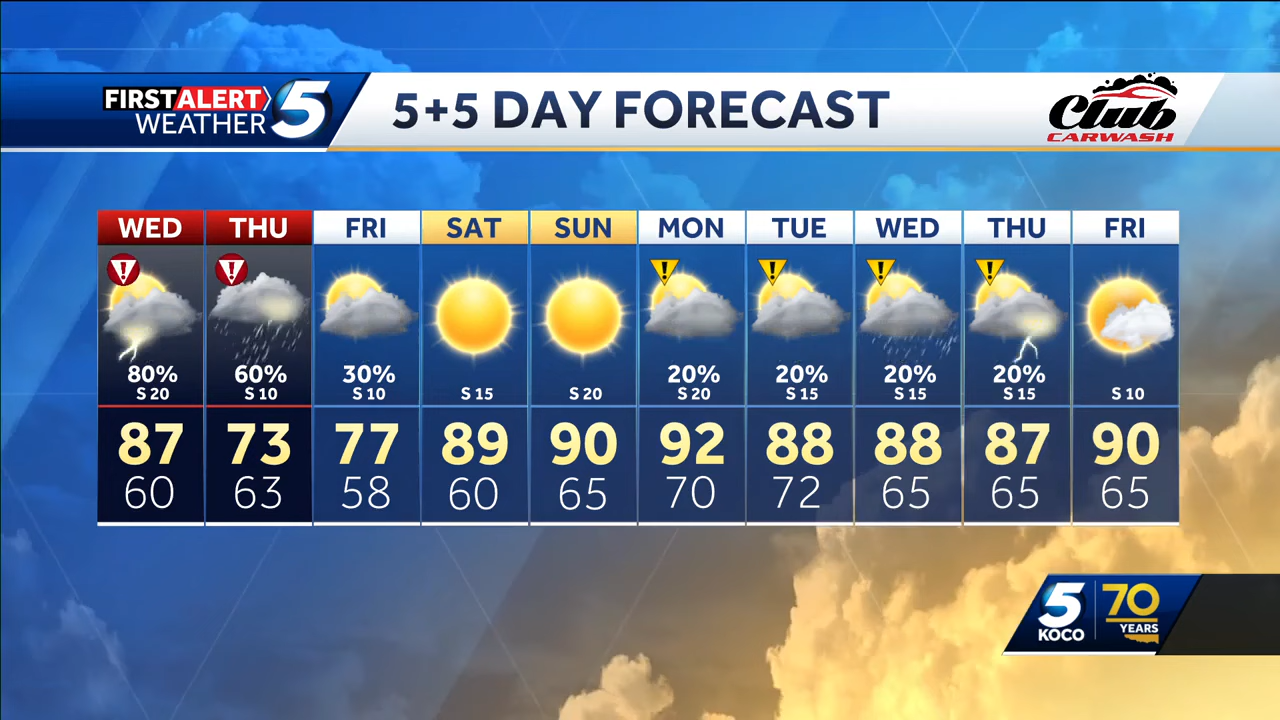 FIRST ALERT
WEATHER 5
5+5 DAY FORECAST
Club
CARWASH
WED THU FRI SAT SUN MON TUE WED THU FRI
! ! ! ! ! !
80% 60% 30% 20% 20% 20% 20%
S 20 S 10 S 10 S 15 S 20 S 20 S 15 S 15 S 15 S 10
87 73 77 89 90 92 88 88 87 90
60 63 58 60 65 70 72 65 65 65
5 70
KOCO YEARS